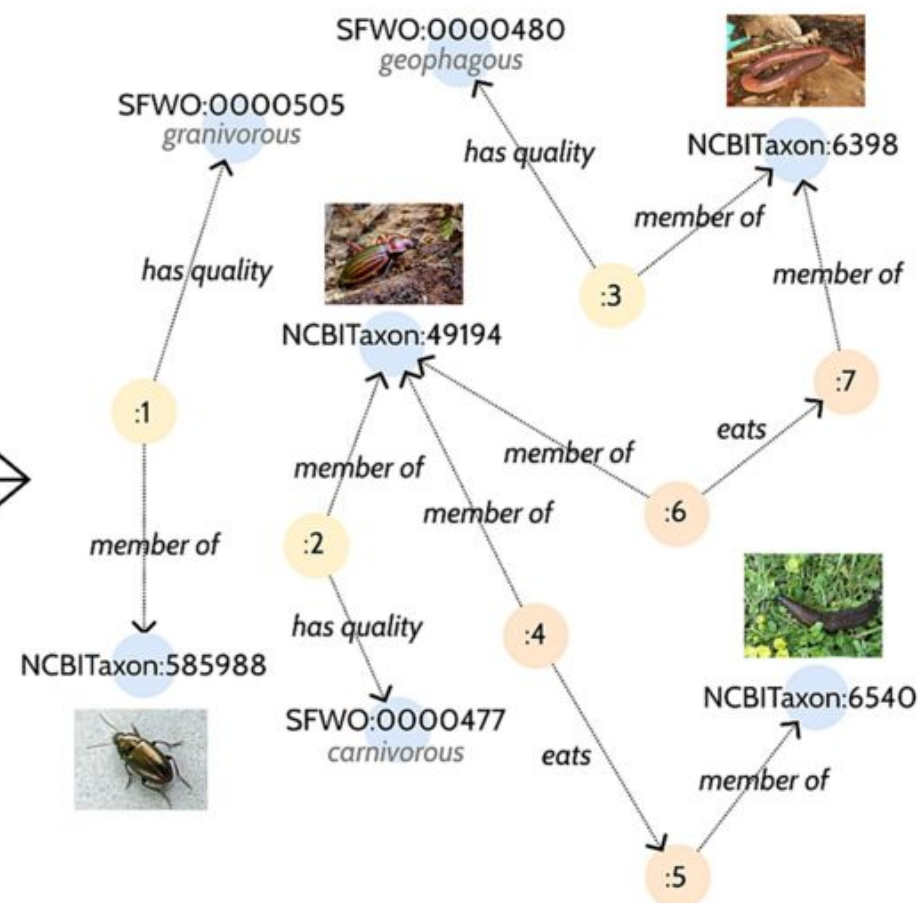 SFWO:0000480
geophagous
SFWO:0000505
granivorous
NCBITaxon:6398
has quality
member of
has quality
member of
:3
NCBITaxon:49194
:7
:1
eats
member of
member of
member of
:6
member of
:2
has quality
:4
NCBITaxon:585988
NCBITaxon:6540
SFWO:0000477
carnivorous
eats
member of
:5